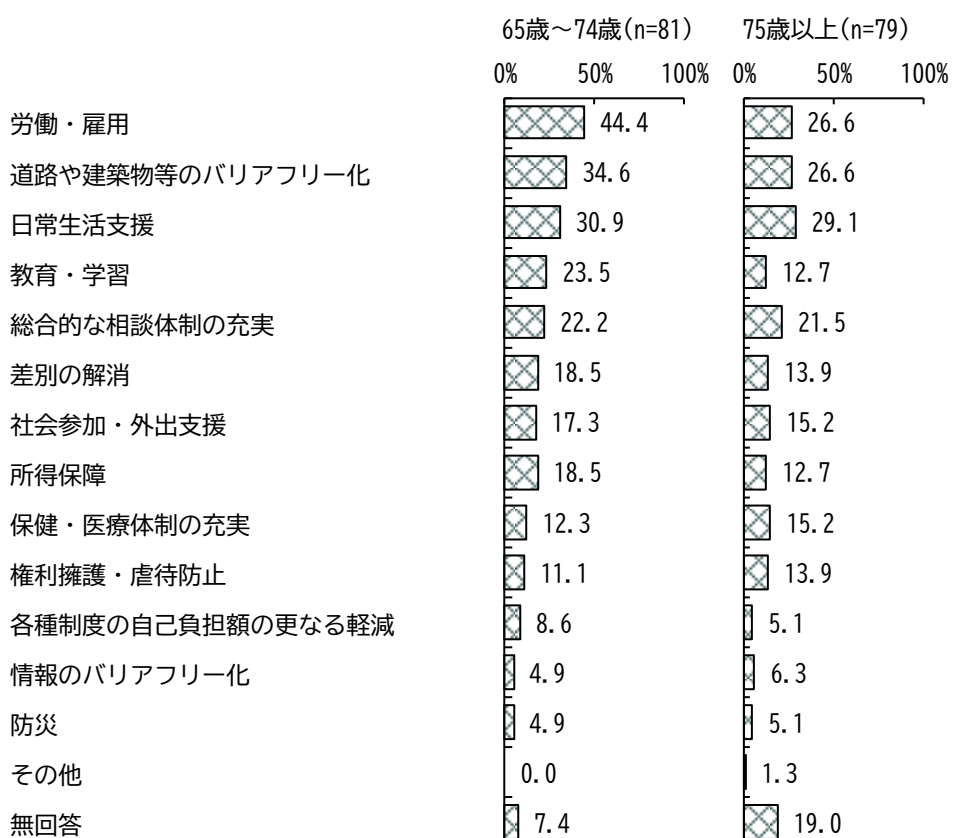 65歳～74歳(n=81) 75歳以上(n=79)
0% 50% 100% 0% 50% 100%
労働・雇用 44.4 26.6
道路や建築物等のバリアフリー化 34.6 26.6
日常生活支援 30.9 29.1
教育・学習 23.5 12.7
総合的な相談体制の充実 22.2 21.5
差別の解消 18.5 13.9
社会参加・外出支援 17.3 15.2
所得保障 18.5 12.7
保健・医療体制の充実 12.3 15.2
権利擁護・虐待防止 11.1 13.9
各種制度の自己負担額の更なる軽減 8.6 5.1
情報のバリアフリー化 4.9 6.3
防災 4.9 5.1
その他 0.0 1.3
無回答 7.4 19.0